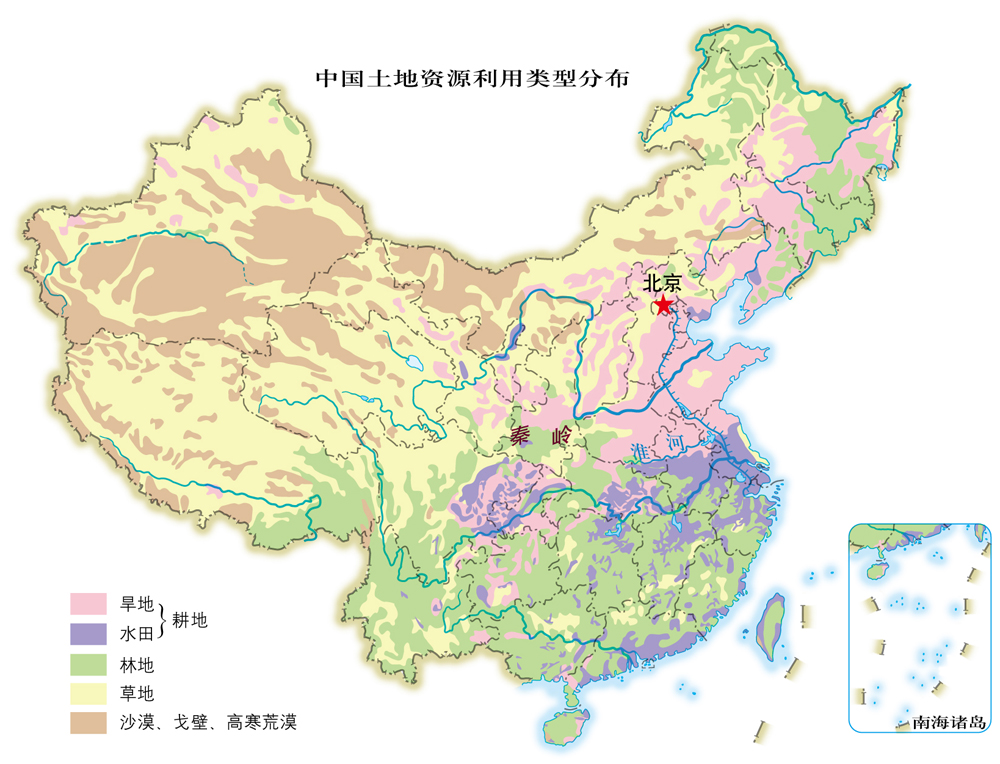 中国土地资源利用类型分布
北京
秦岭
淮河
旱地
水田
耕地
林地
草地
沙漠、戈壁、高寒荒漠
南海诸岛